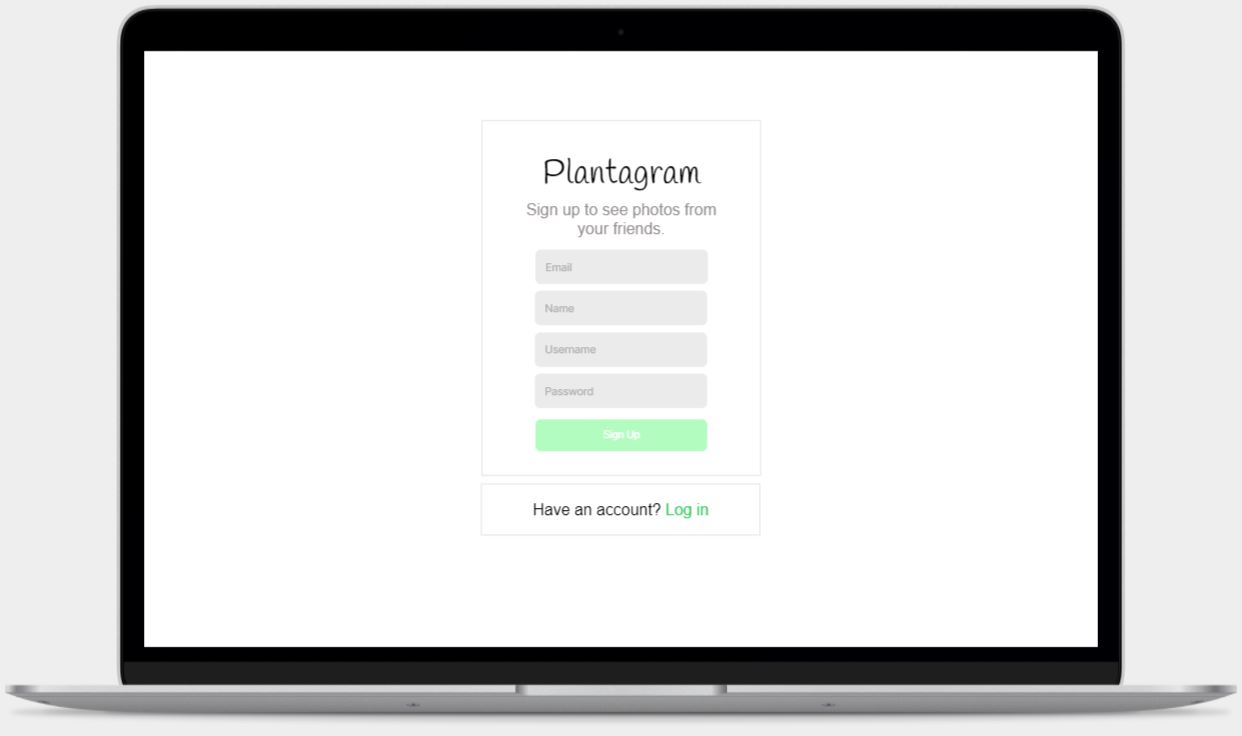 Plantagram
Sign up to see photos from
your friends.
Email
Name
Username
Password
Sign Up
Have an account? Log in